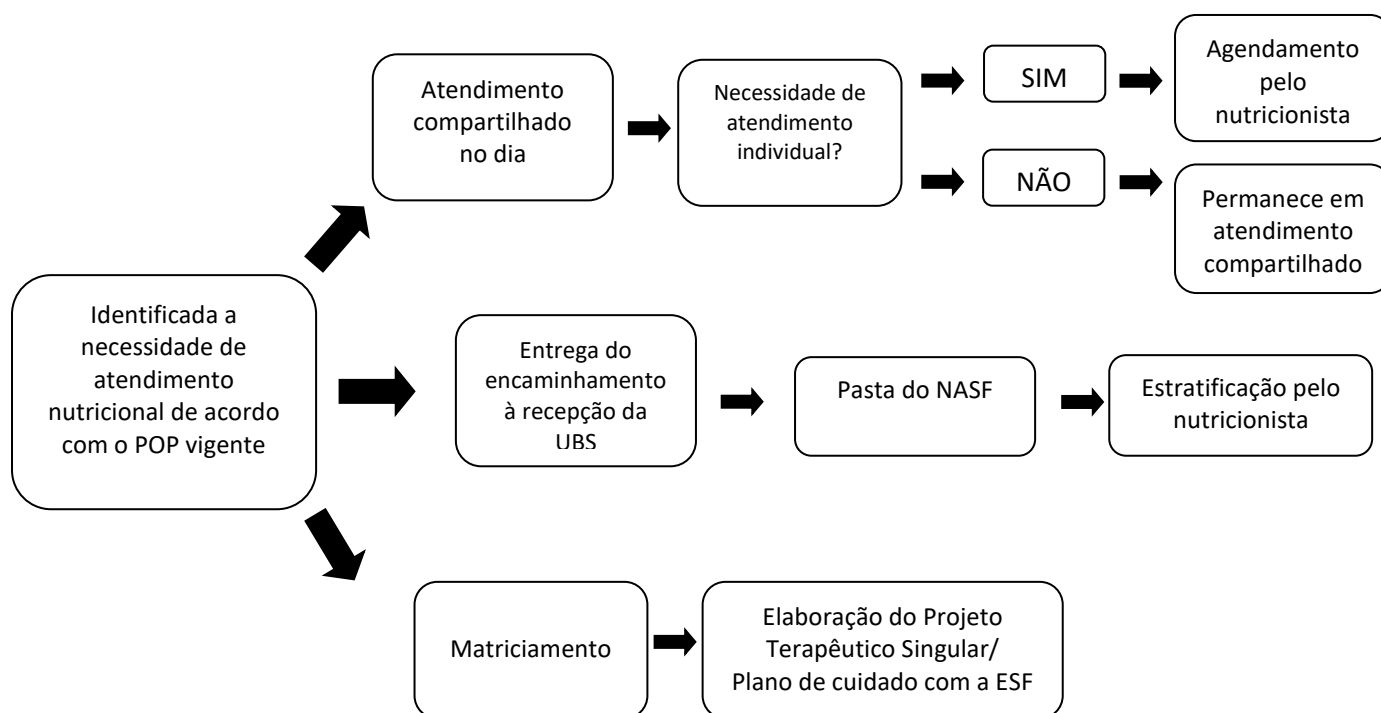 Atendimento
compartilhado
no dia
Necessidade de
atendimento
individual?
SIM
Agendamento
pelo
nutricionista
NÃO
Permanece em
atendimento
compartilhado
Identificada a
necessidade de
atendimento
nutricional de acordo
com o POP vigente
Entrega do
encaminhamento
à recepção da
UBS
Pasta do NASF
Estratificação pelo
nutricionista
Matriciamento
Elaboração do Projeto
Terapêutico Singular/
Plano de cuidado com a ESF